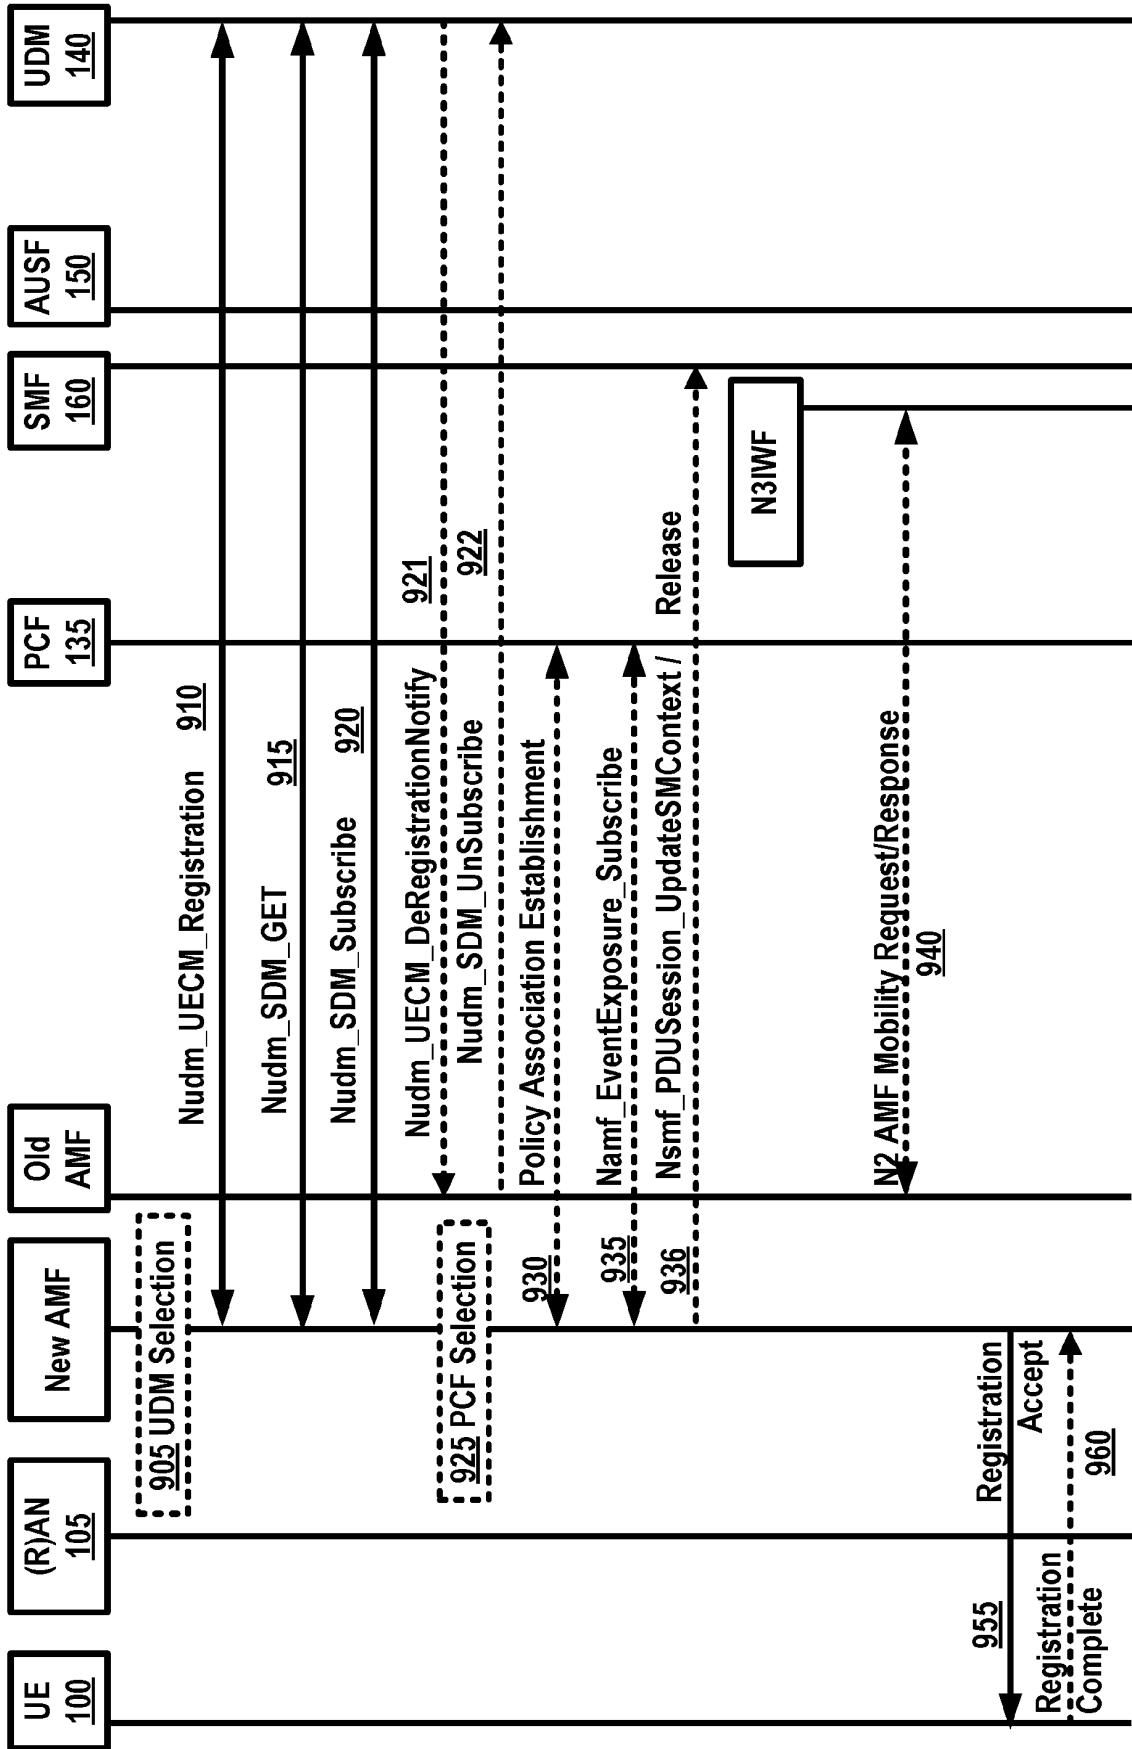 UE
100
(R)AN
105
New AMF
Old
AMF
PCF
135
SMF
160
AUSF
150
UDM
140
905 UDM Selection
Nudm_UECM_Registration
910
Nudm_SDM_GET
915
Nudm_SDM_Subscribe
920
Nudm_UECM_DeRegistrationNotify
921
Nudm_SDM_UnSubscribe
922
925 PCF Selection
Policy Association Establishment
930
Namf_EventExposure_Subscribe
935
Nsmf_PDUSession_UpdateSMContext / Release
936
N3IWF
N2 AMF Mobility Request/Response
940
Registration
Accept
955
Registration
Complete
960